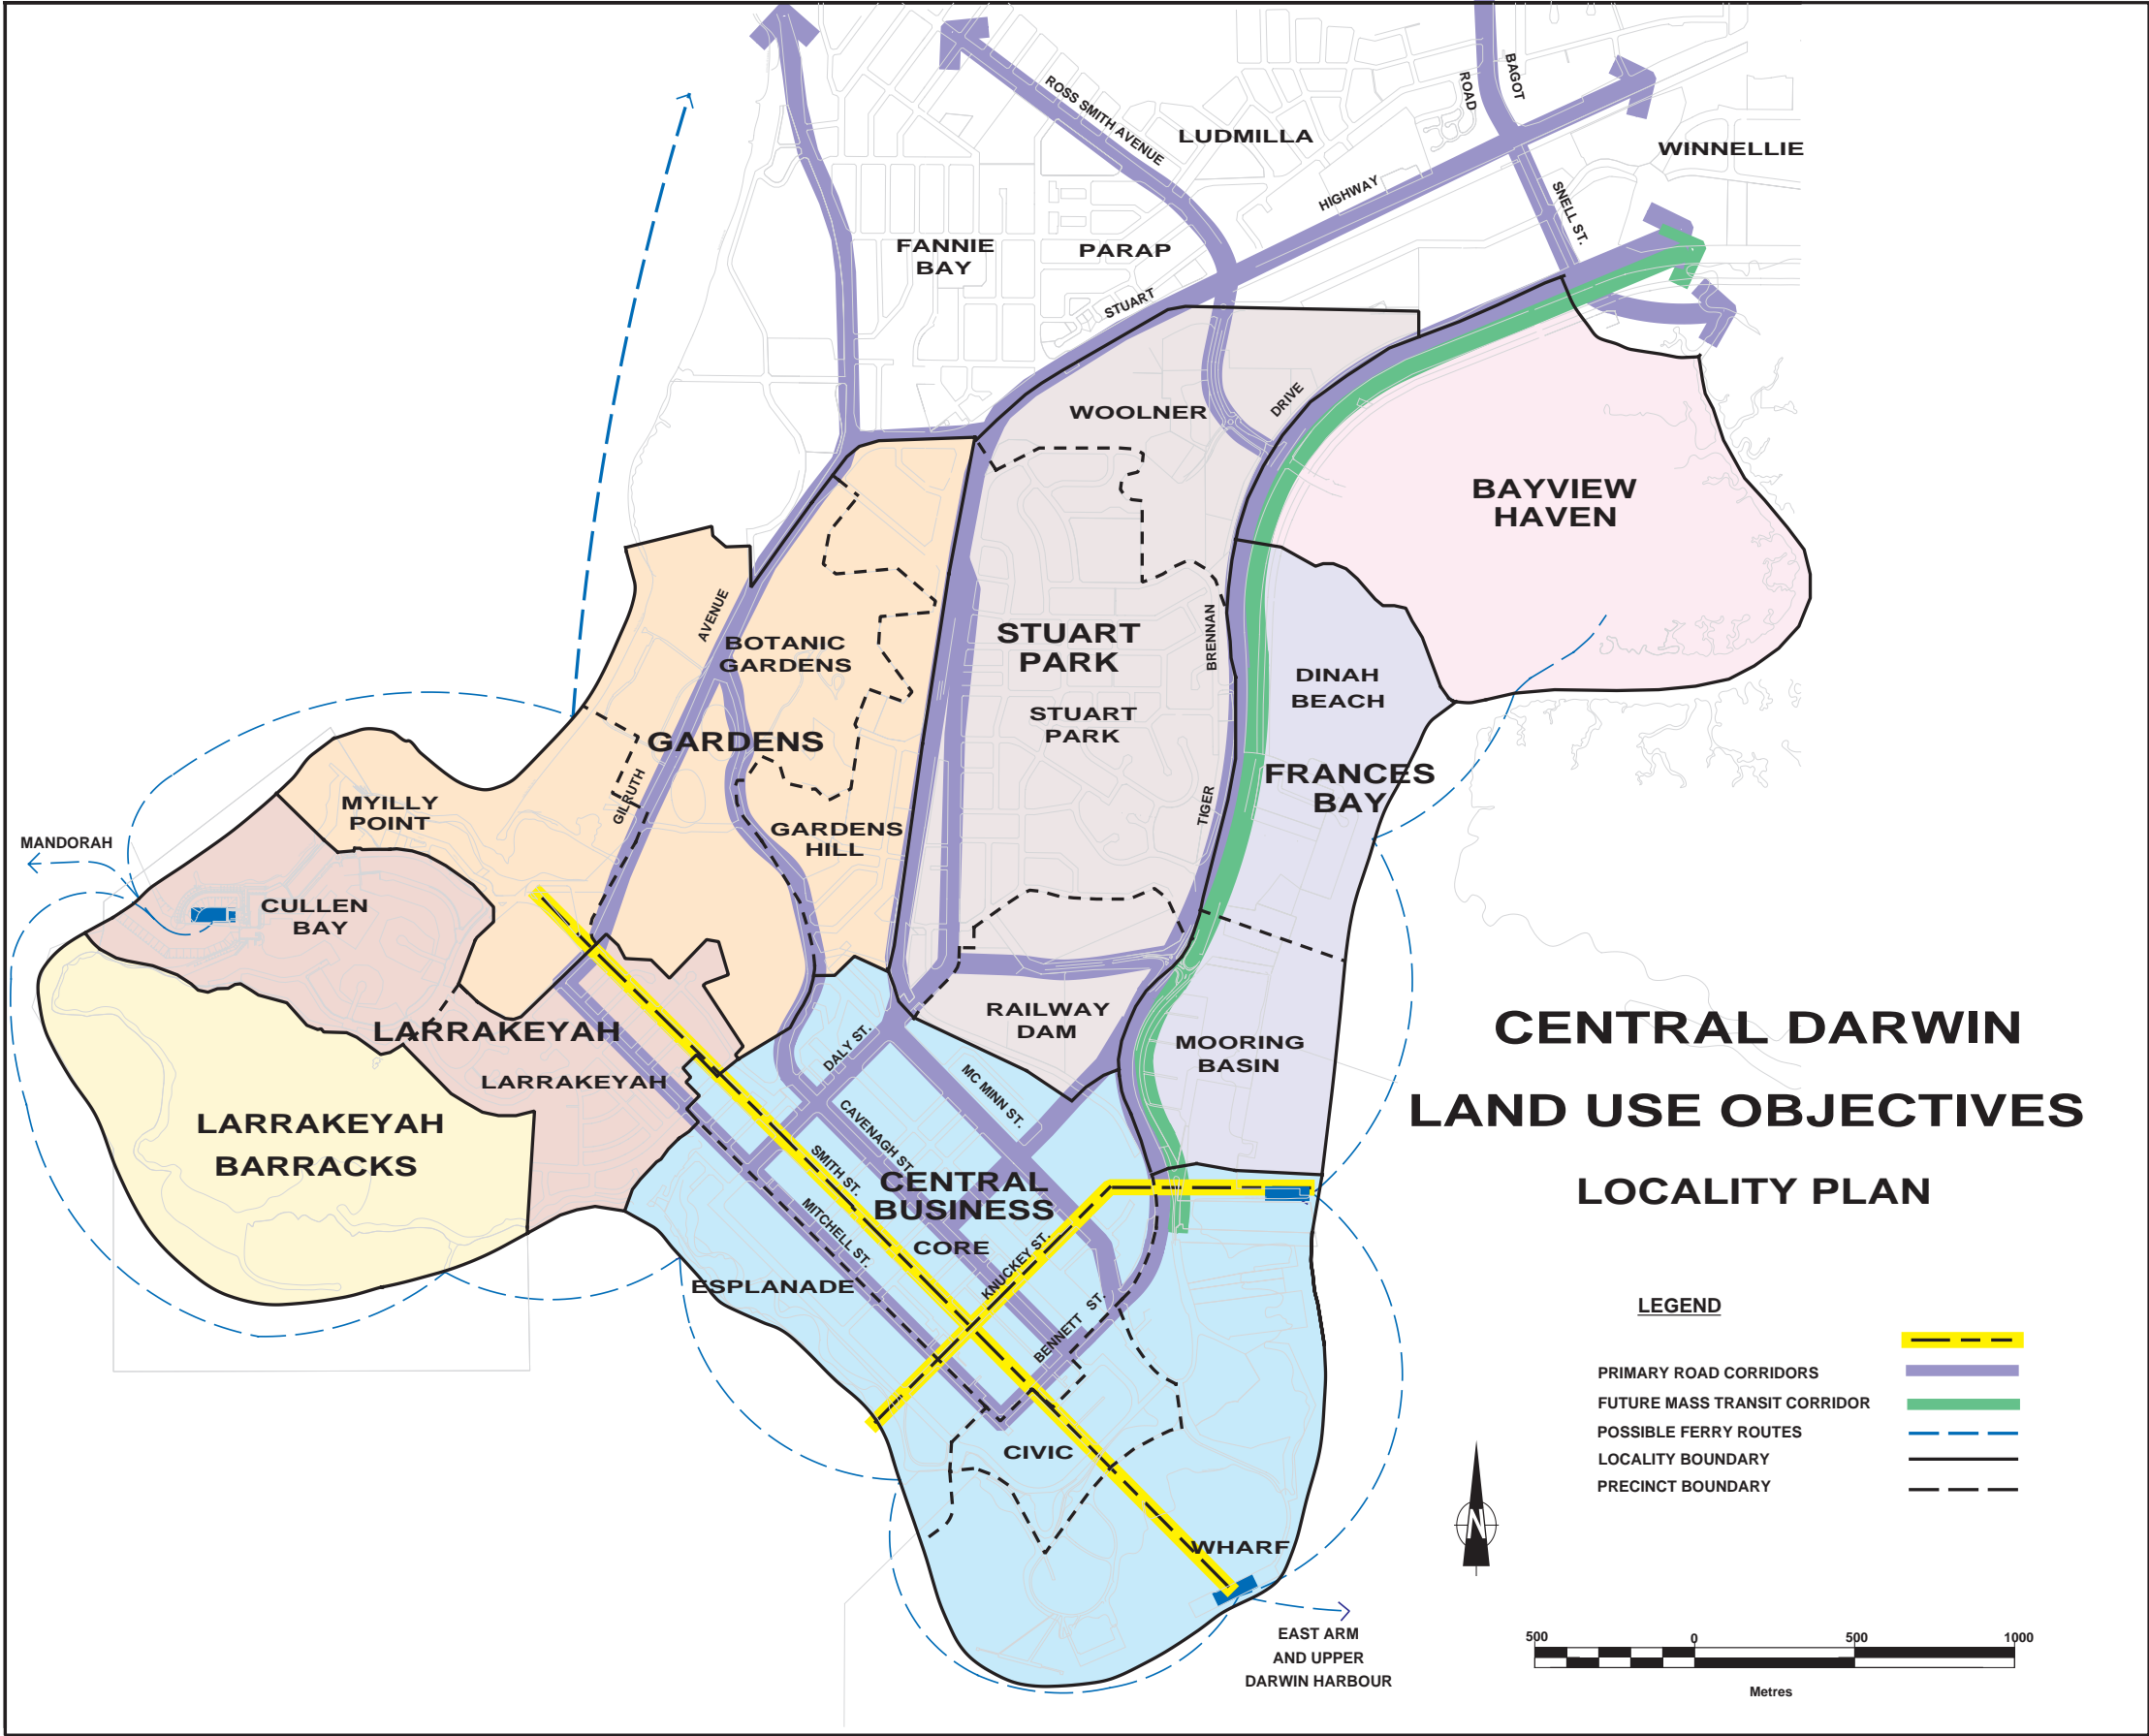 ROSS SMITH AVENUE
LUDMILLA
ROAD
BAGOT
WINNELLIE
HIGHWAY
SNELL ST.
FANNIE
BAY
PARAP
STUART
WOOLNER
DRIVE
BAYVIEW
HAVEN
AVENUE
BOTANIC
GARDENS
STUART
PARK
BRENNAN
DINAH
BEACH
STUART
PARK
GARDENS
FRANCES
BAY
MYILLY
POINT
GILRUTH
TIGER
GARDENS
HILL
MANDORAH
CULLEN
BAY
RAILWAY
DAM
MOORING
BASIN
LARRAKEYAH
LARRAKEYAH
DALY ST.
MC MINN ST.
CENTRAL DARWIN
LAND USE OBJECTIVES
LOCALITY PLAN
LARRAKEYAH
BARRACKS
CAVENAGH ST.
SMITH ST.
MITCHELL ST.
CENTRAL
BUSINESS
CORE
KNUCKEY ST.
ESPLANADE
BENNETT ST.
CIVIC
WHARF
EAST ARM
AND UPPER
DARWIN HARBOUR
LEGEND
PRIMARY ROAD CORRIDORS
FUTURE MASS TRANSIT CORRIDOR
POSSIBLE FERRY ROUTES
LOCALITY BOUNDARY
PRECINCT BOUNDARY
N
500 0 500 1000
Metres